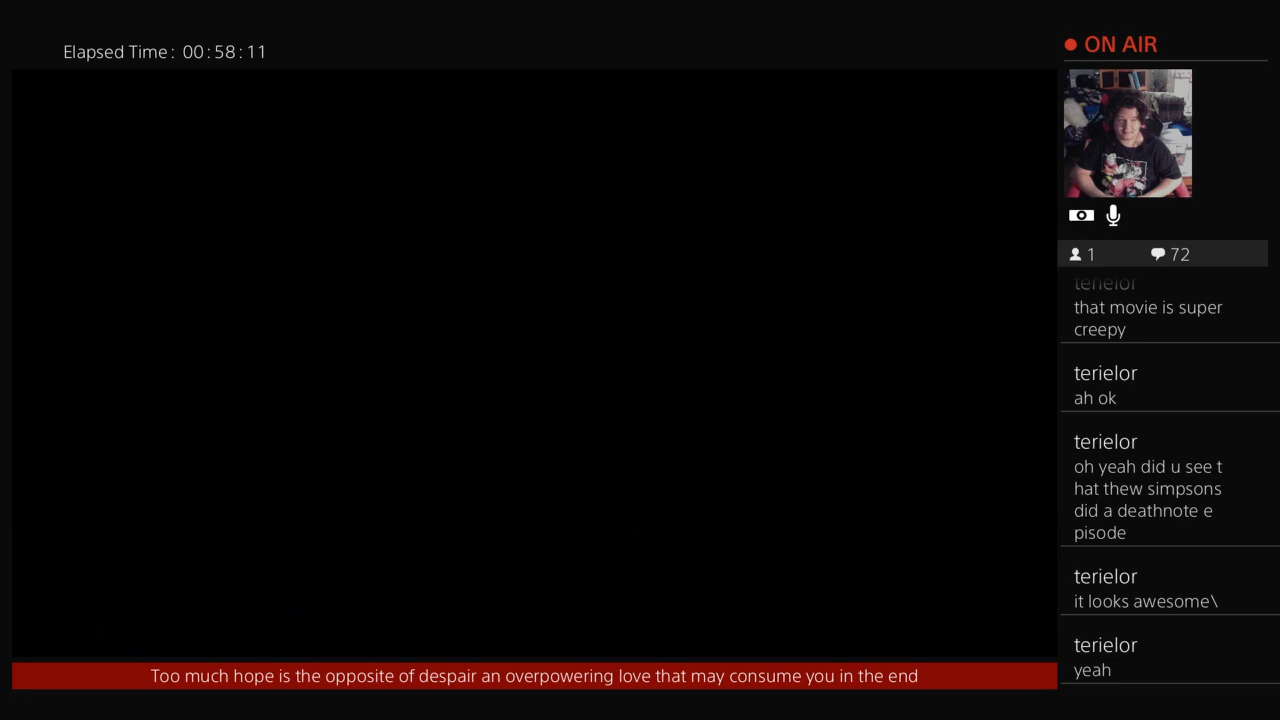 Elapsed Time: 00:58:11
ON AIR
1 72
terielor
that movie is super
creepy
terielor
ah ok
terielor
oh yeah did u see t
hat thew simpsons
did a deathnote e
pisode
terielor
it looks awesome\
terielor
yeah
Too much hope is the opposite of despair an overpowering love that may consume you in the end